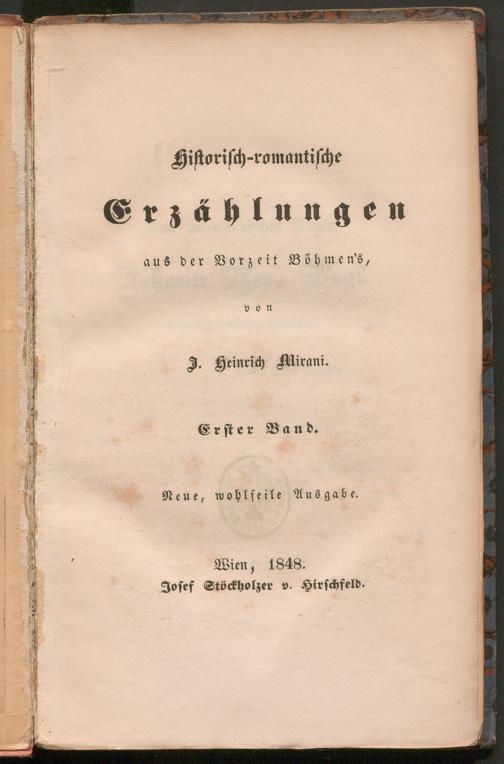 Historisch-romantische
Erzählungen
aus der Vorzeit Böhmen's,
von
J. Heinrich Mirani.
Erster Band.
Neue, wohlfeile Ausgabe.
Wien, 1848.
Josef Stöckholzer v. Hirschfeld.